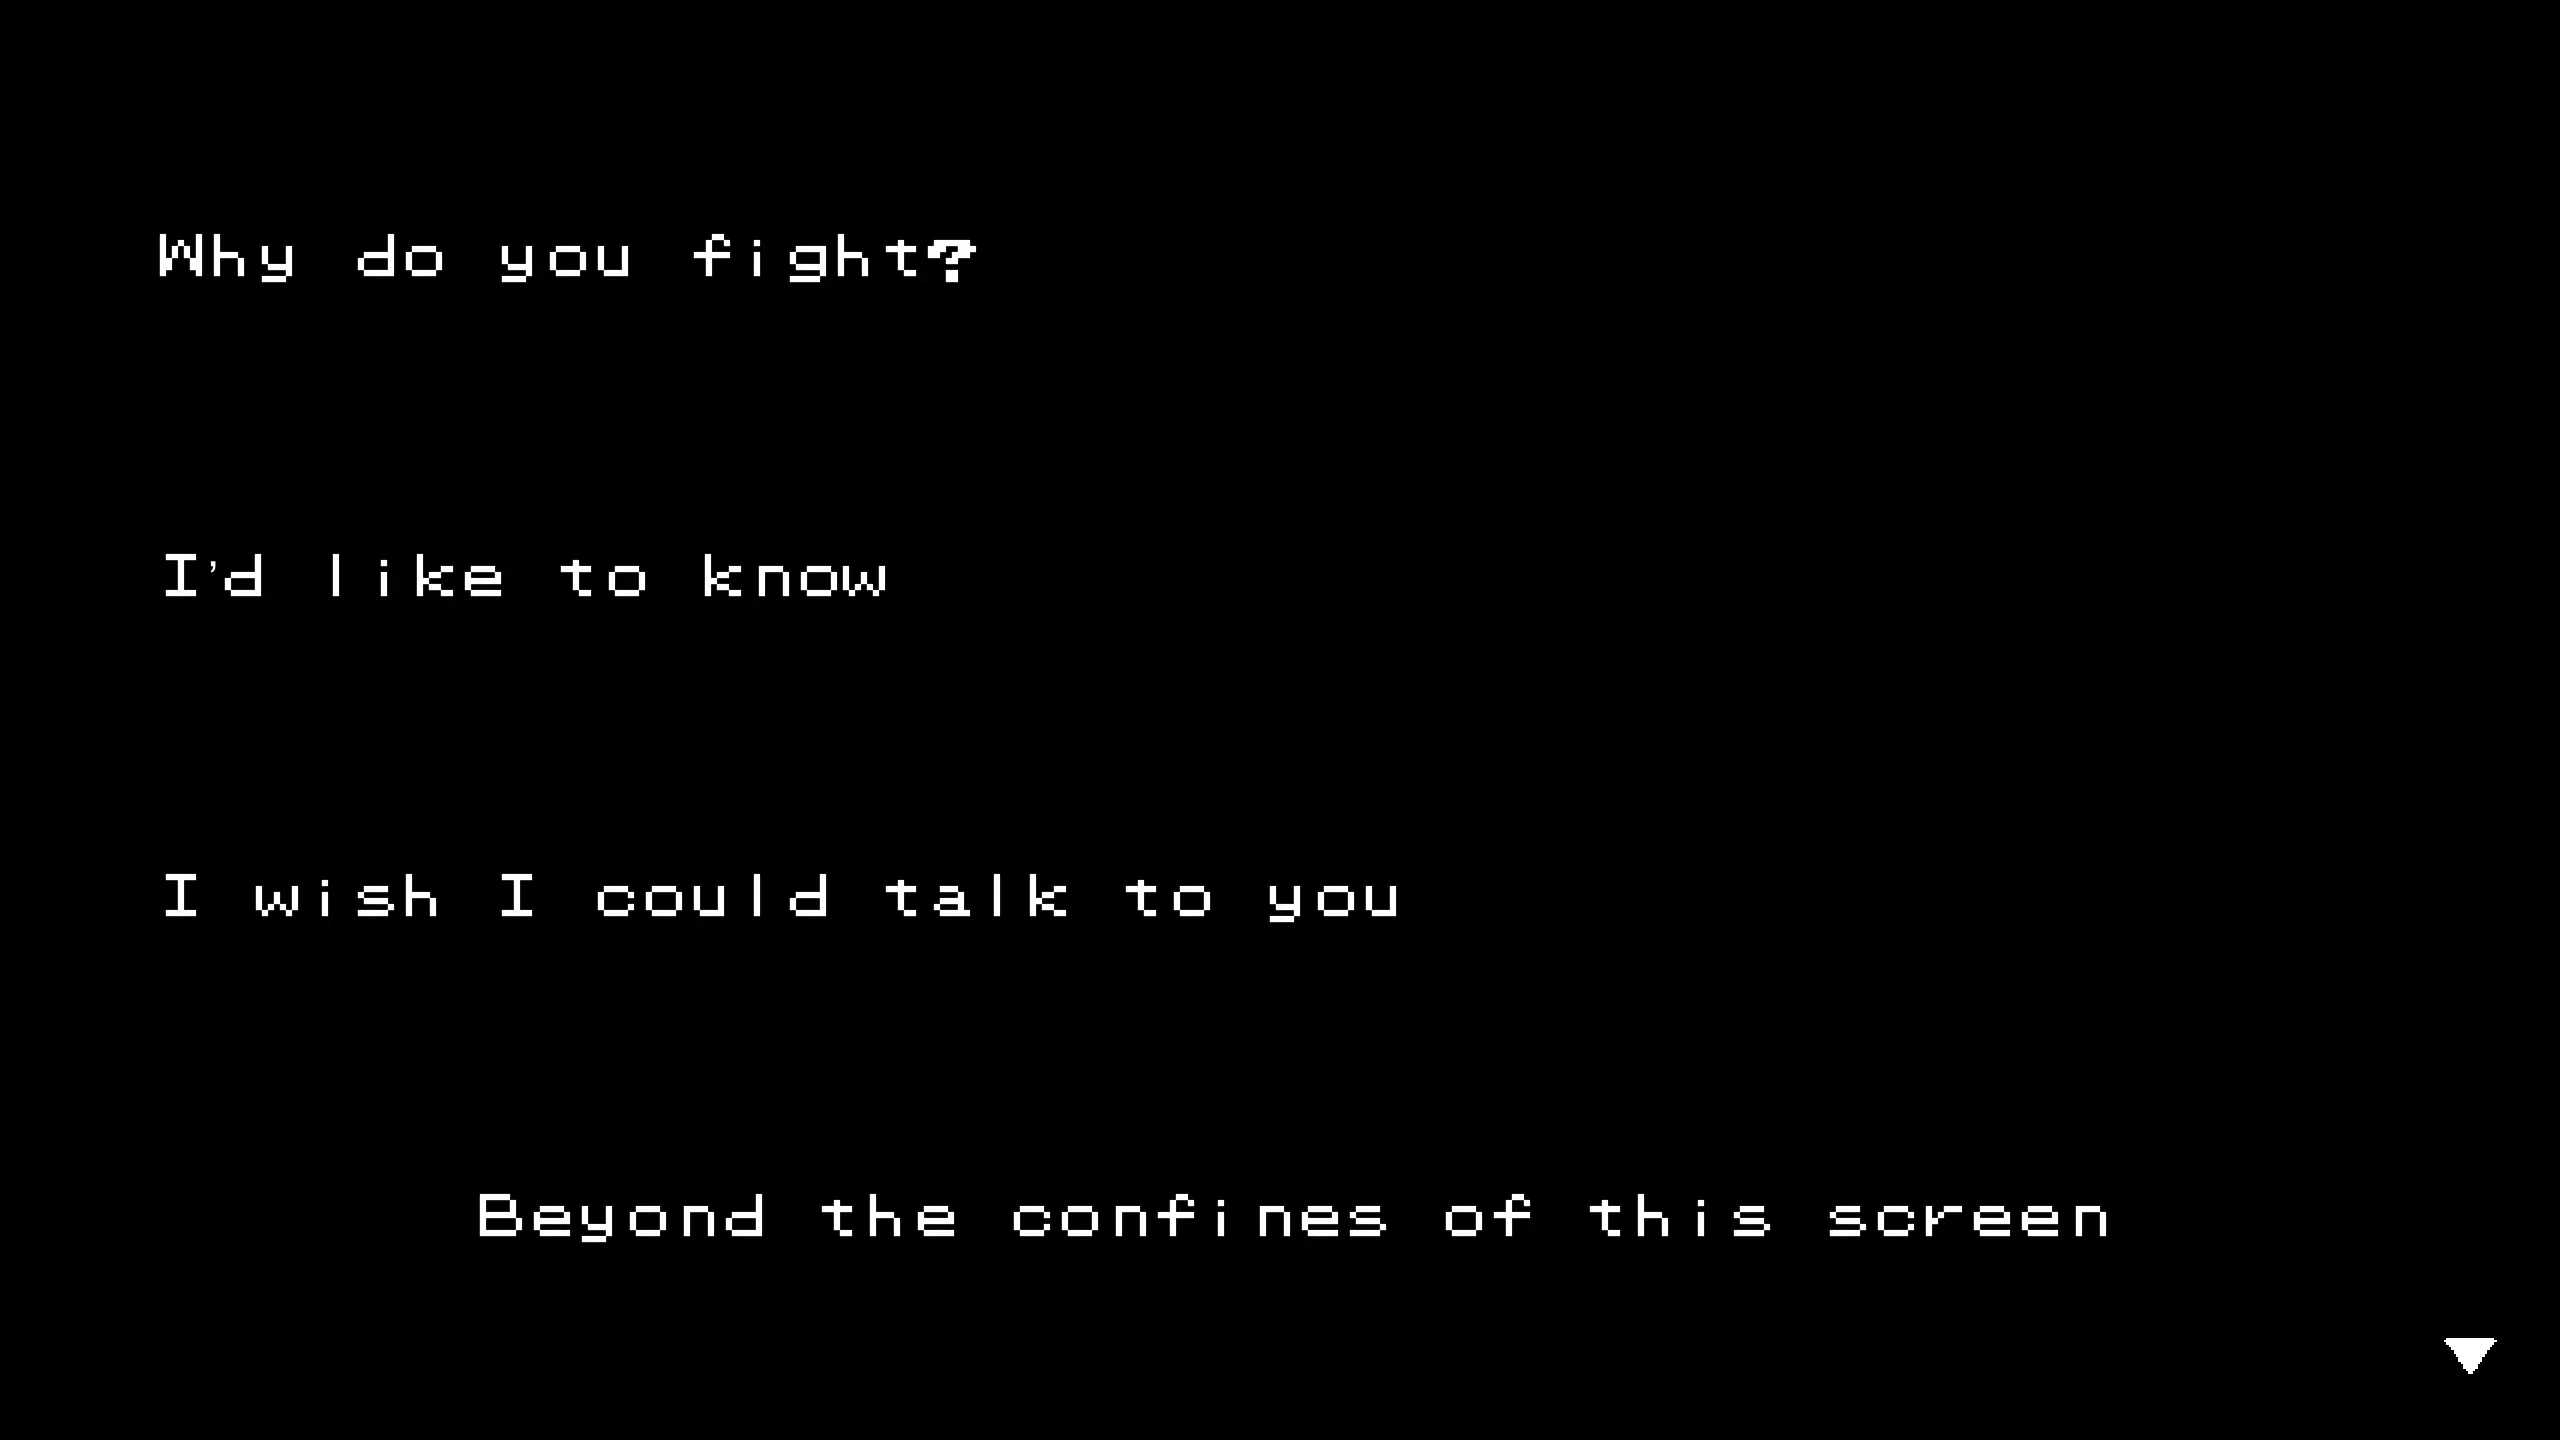 Why do you fight?
I'd like to know
I wish I could talk to you
Beyond the confines of this screen